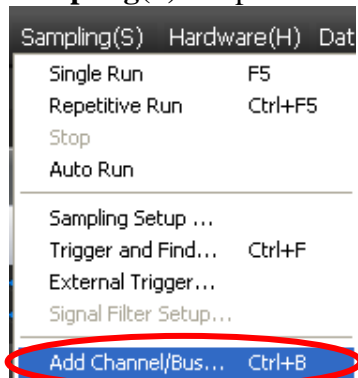 Sampling(S) Hardware(H) Dat
Single Run F5
Repetitive Run Ctrl+F5
Stop
Auto Run
Sampling Setup ...
Trigger and Find... Ctrl+F
External Trigger...
Signal Filter Setup...
Add Channel/Bus... Ctrl+B